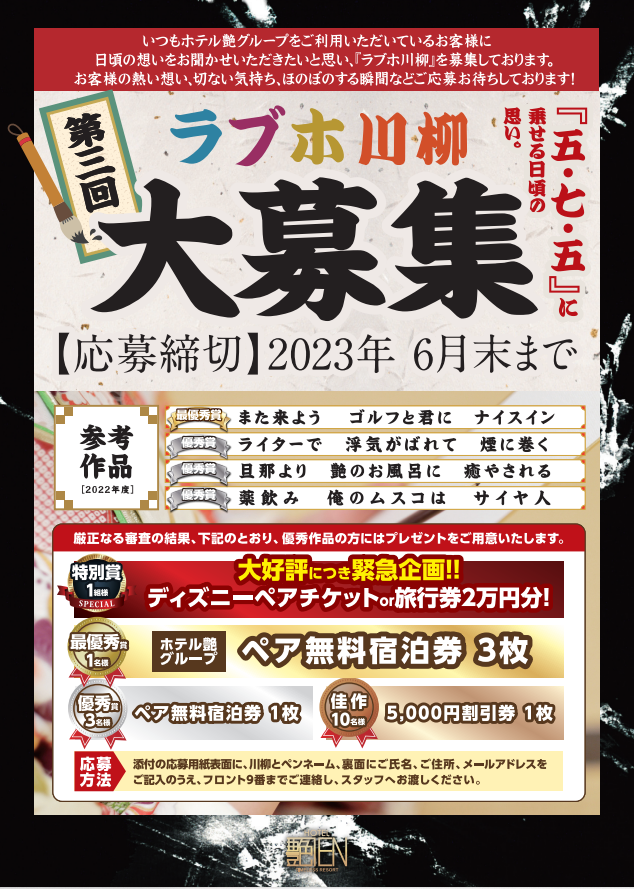 いつもホテル艶グループをご利用いただいているお客様に
日頃の想いをお聞かせいただきたいと思い、『ラブホ川柳』を募集しております。
お客様の熱い想い、切ない気持ち、ほのぼのする瞬間などご応募お待ちしております!
第三回
ラブホ川柳
大募集
『五・七・五』に
乗せる日頃の
思い。
【応募締切】2023年 6月末まで
参考
作品
[2022年度]
最優秀賞 また来よう ゴルフと君に ナイスイン
優秀賞 ライターで 浮気がばれて 煙に巻く
優秀賞 旦那より 艶のお風呂に 癒やされる
優秀賞 薬飲み 俺のムスコは サイヤ人
厳正なる審査の結果、下記のとおり、優秀作品の方にはプレゼントをご用意いたします。
特別賞
1組様
SPECIAL
大好評につき緊急企画!!
ディズニーペアチケットor旅行券2万円分!
最優秀賞
1名様
ホテル艶
グループ
ペア無料宿泊券 3枚
優秀賞
3名様
ペア無料宿泊券 1枚
佳作
10名様
5,000円割引券 1枚
応募
方法
添付の応募用紙表面に、川柳とペンネーム、裏面にご氏名、ご住所、メールアドレスを
ご記入のうえ、フロント9番までご連絡し、スタッフへお渡しください。
HOTEL
艶EN